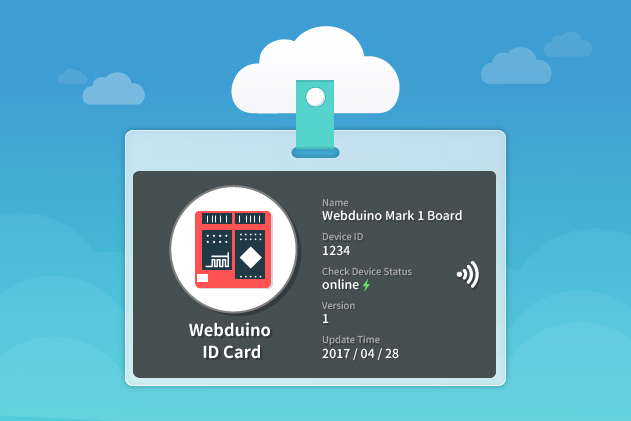 Name
Webduino Mark 1 Board
Device ID
1234
Check Device Status
online
Version
1
Update Time
2017 / 04 / 28
Webduino
ID Card